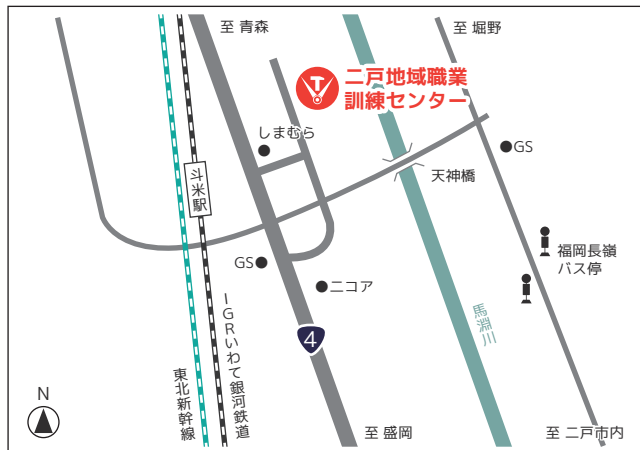 至 青森
至 堀野
二戸地域職業
訓練センター
しまむら
GS
斗米駅
天神橋
福岡長嶺
バス停
GS
ニコア
IGRいわて銀河鉄道
馬淵川
4
東北新幹線
N
至 盛岡
至 二戸市内